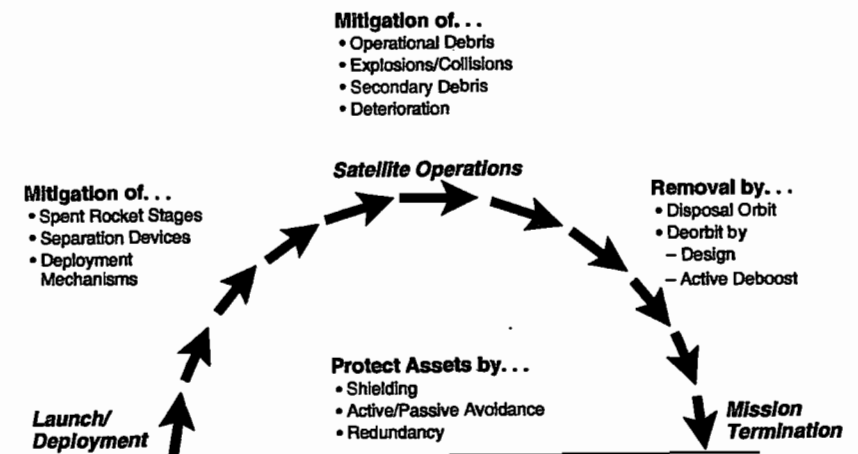 Mitigation of. . .
• Operational Debris
• Explosions/Collisions
• Secondary Debris
• Deterioration
Satellite Operations
Mitigation of. . .
• Spent Rocket Stages
• Separation Devices
• Deployment
Mechanisms
Removal by. . .
• Disposal Orbit
• Deorbit by
– Design
– Active Deboost
Protect Assets by. . .
• Shielding
• Active/Passive Avoidance
• Redundancy
Launch/
Deployment
Mission
Termination